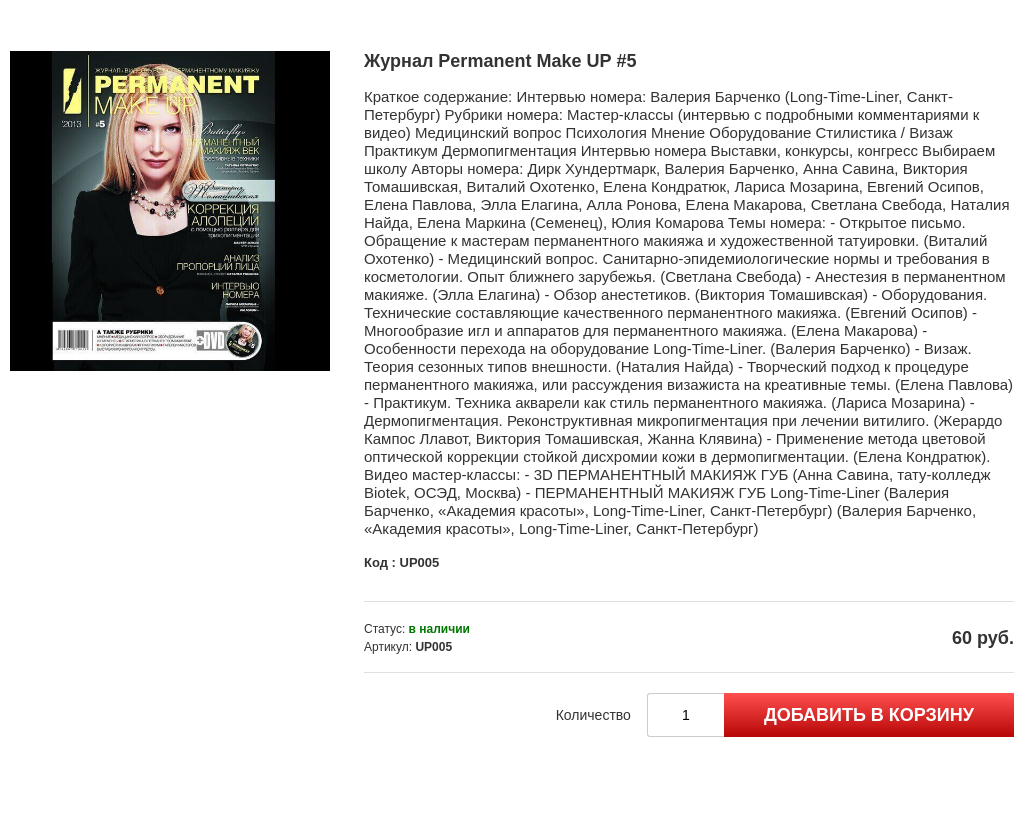 ЖУРНАЛ+ВИДЕО
ПЕРМАНЕНТНОМУ МАКИЯЖУ
PERMANENT
MAKE UP
'2013 #5
«Butterfly»
ПЕРМАНЕНТНЫЙ
МАКИЯЖ ВЕК
Виктория
Томашивская
КОРРЕКЦИЯ
АЛОПЕЦИИ
с помощью роллера для
трихопигментации
АНАЛИЗ
ПРОПОРЦИИ ЛИЦА
ИНТЕРВЬЮ
НОМЕРА
А ТАКЖЕ РУБРИКИ
+DVD
Журнал Permanent Make UP #5
Краткое содержание: Интервью номера: Валерия Барченко (Long-Time-Liner, Санкт-
Петербург) Рубрики номера: Мастер-классы (интервью с подробными комментариями к
видео) Медицинский вопрос Психология Мнение Оборудование Стилистика / Визаж
Практикум Дермопигментация Интервью номера Выставки, конкурсы, конгресс Выбираем
школу Авторы номера: Дирк Хундертмарк, Валерия Барченко, Анна Савина, Виктория
Томашивская, Виталий Охотенко, Елена Кондратюк, Лариса Мозарина, Евгений Осипов,
Елена Павлова, Элла Елагина, Алла Ронова, Елена Макарова, Светлана Свебода, Наталия
Найда, Елена Маркина (Семенец), Юлия Комарова Темы номера: - Открытое письмо.
Обращение к мастерам перманентного макияжа и художественной татуировки. (Виталий
Охотенко) - Медицинский вопрос. Санитарно-эпидемиологические нормы и требования в
косметологии. Опыт ближнего зарубежья. (Светлана Свебода) - Анестезия в перманентном
макияже. (Элла Елагина) - Обзор анестетиков. (Виктория Томашивская) - Оборудования.
Технические составляющие качественного перманентного макияжа. (Евгений Осипов) -
Многообразие игл и аппаратов для перманентного макияжа. (Елена Макарова) -
Особенности перехода на оборудование Long-Time-Liner. (Валерия Барченко) - Визаж.
Теория сезонных типов внешности. (Наталия Найда) - Творческий подход к процедуре
перманентного макияжа, или рассуждения визажиста на креативные темы. (Елена Павлова)
- Практикум. Техника акварели как стиль перманентного макияжа. (Лариса Мозарина) -
Дермопигментация. Реконструктивная микропигментация при лечении витилиго. (Жерардо
Кампос Ллавот, Виктория Томашивская, Жанна Клявина) - Применение метода цветовой
оптической коррекции стойкой дисхромии кожи в дермопигментации. (Елена Кондратюк).
Видео мастер-классы: - 3D ПЕРМАНЕНТНЫЙ МАКИЯЖ ГУБ (Анна Савина, тату-колледж
Biotek, ОСЭД, Москва) - ПЕРМАНЕНТНЫЙ МАКИЯЖ ГУБ Long-Time-Liner (Валерия
Барченко, «Академия красоты», Long-Time-Liner, Санкт-Петербург) (Валерия Барченко,
«Академия красоты», Long-Time-Liner, Санкт-Петербург)
Код : UP005
Статус: в наличии
Артикул: UP005
60 руб.
Количество
1
ДОБАВИТЬ В КОРЗИНУ